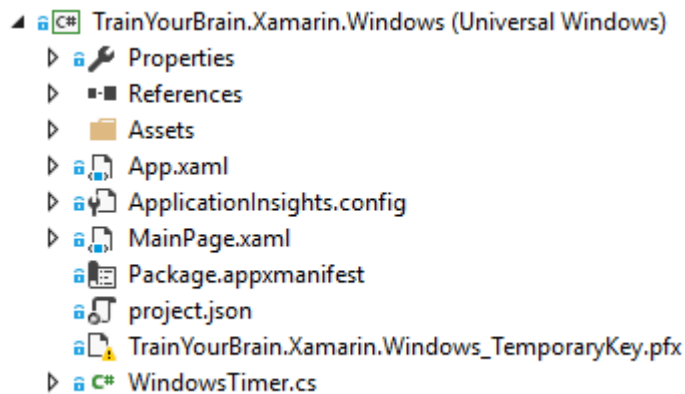 C# TrainYourBrain.Xamarin.Windows (Universal Windows)
Properties
References
Assets
App.xaml
ApplicationInsights.config
MainPage.xaml
Package.appxmanifest
project.json
TrainYourBrain.Xamarin.Windows_TemporaryKey.pfx
C# WindowsTimer.cs